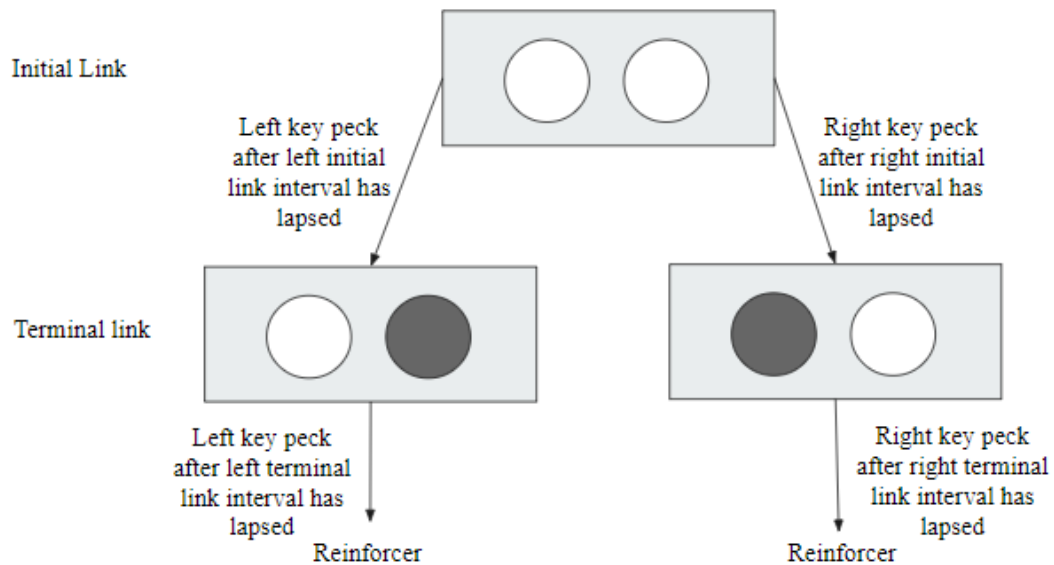 Initial Link
Left key peck
after left initial
link interval has
lapsed
Right key peck
after right initial
link interval has
lapsed
Terminal link
Left key peck
after left terminal
link interval has
lapsed
Right key peck
after right terminal
link interval has
lapsed
Reinforcer
Reinforcer